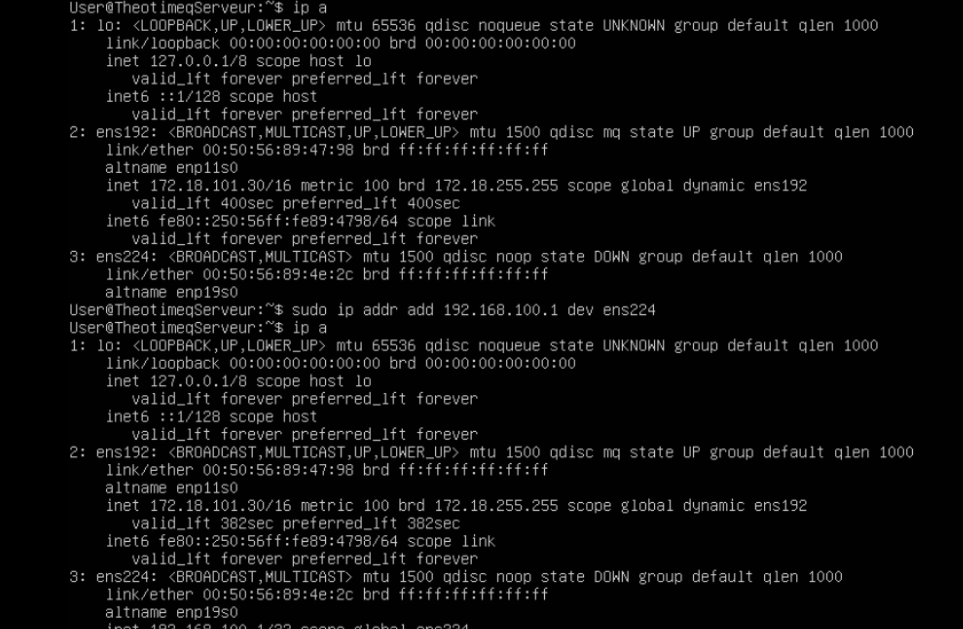 User@TheotimeqServeur:~$ ip a
1: lo: <LOOPBACK,UP,LOWER_UP> mtu 65536 qdisc noqueue state UNKNOWN group default qlen 1000
link/loopback 00:00:00:00:00:00 brd 00:00:00:00:00:00
inet 127.0.0.1/8 scope host lo
valid_lft forever preferred_lft forever
inet6 ::1/128 scope host
valid_lft forever preferred_lft forever
2: ens192: <BROADCAST,MULTICAST,UP,LOWER_UP> mtu 1500 qdisc mq state UP group default qlen 1000
link/ether 00:50:56:89:47:98 brd ff:ff:ff:ff:ff:ff
altname enp11s0
inet 172.18.101.30/16 metric 100 brd 172.18.255.255 scope global dynamic ens192
valid_lft 400sec preferred_lft 400sec
inet6 fe80::250:56ff:fe89:4798/64 scope link
valid_lft forever preferred_lft forever
3: ens224: <BROADCAST,MULTICAST> mtu 1500 qdisc noop state DOWN group default qlen 1000
link/ether 00:50:56:89:4e:2c brd ff:ff:ff:ff:ff:ff
altname enp19s0
User@TheotimeqServeur:~$ sudo ip addr add 192.168.100.1 dev ens224
User@TheotimeqServeur:~$ ip a
1: lo: <LOOPBACK,UP,LOWER_UP> mtu 65536 qdisc noqueue state UNKNOWN group default qlen 1000
link/loopback 00:00:00:00:00:00 brd 00:00:00:00:00:00
inet 127.0.0.1/8 scope host lo
valid_lft forever preferred_lft forever
inet6 ::1/128 scope host
valid_lft forever preferred_lft forever
2: ens192: <BROADCAST,MULTICAST,UP,LOWER_UP> mtu 1500 qdisc mq state UP group default qlen 1000
link/ether 00:50:56:89:47:98 brd ff:ff:ff:ff:ff:ff
altname enp11s0
inet 172.18.101.30/16 metric 100 brd 172.18.255.255 scope global dynamic ens192
valid_lft 382sec preferred_lft 382sec
inet6 fe80::250:56ff:fe89:4798/64 scope link
valid_lft forever preferred_lft forever
3: ens224: <BROADCAST,MULTICAST> mtu 1500 qdisc noop state DOWN group default qlen 1000
link/ether 00:50:56:89:4e:2c brd ff:ff:ff:ff:ff:ff
altname enp19s0
inet 192.168.100.1/32 scope global ens224